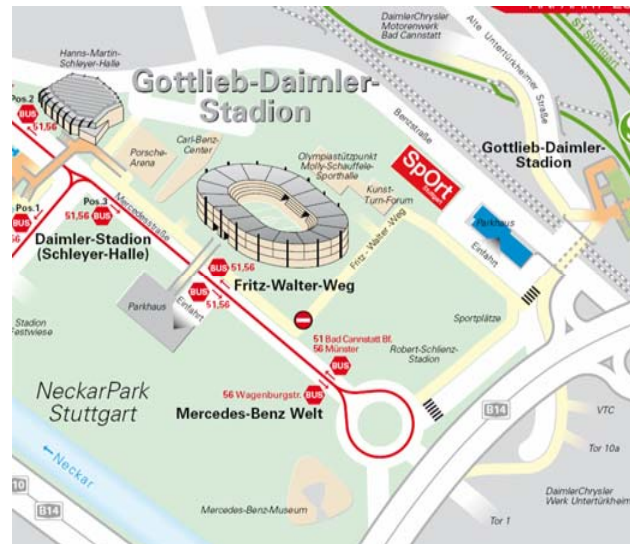 DaimlerChrysler
Motorenwerk
Bad Cannstatt
Hanns-Martin-
Schleyer-Halle
Gottlieb-Daimler-
Stadion
Alte Untertürkheimer Straße
Benzstraße
Pos.2
BUS
51,56
Porsche-
Arena
Carl-Benz-
Center
Olympiastützpunkt
Molly-Schauffele-
Sporthalle
SpOrt
Stuttgart
Gottlieb-Daimler-
Stadion
Kunst-
Turn-Forum
Parkhaus
Einfahrt
Pos.1
BUS
56
Pos.3
51,56
BUS
Mercedesstraße
Daimler-Stadion
(Schleyer-Halle)
Fritz-Walter-Weg
BUS 51,56
Fritz-Walter-Weg
BUS
51,56
Parkhaus
Einfahrt
Stadion
Festwiese
Sportplätze
51 Bad Cannstatt Bf.
56 Münster
BUS
Robert-Schlienz-
Stadion
NeckarPark
Stuttgart
56 Wagenburgstr. BUS
Mercedes-Benz Welt
B14
VTC
Tor 10a
Neckar
10
B14
Mercedes-Benz-Museum
DaimlerChrysler
Werk Untertürkheim
Tor 1